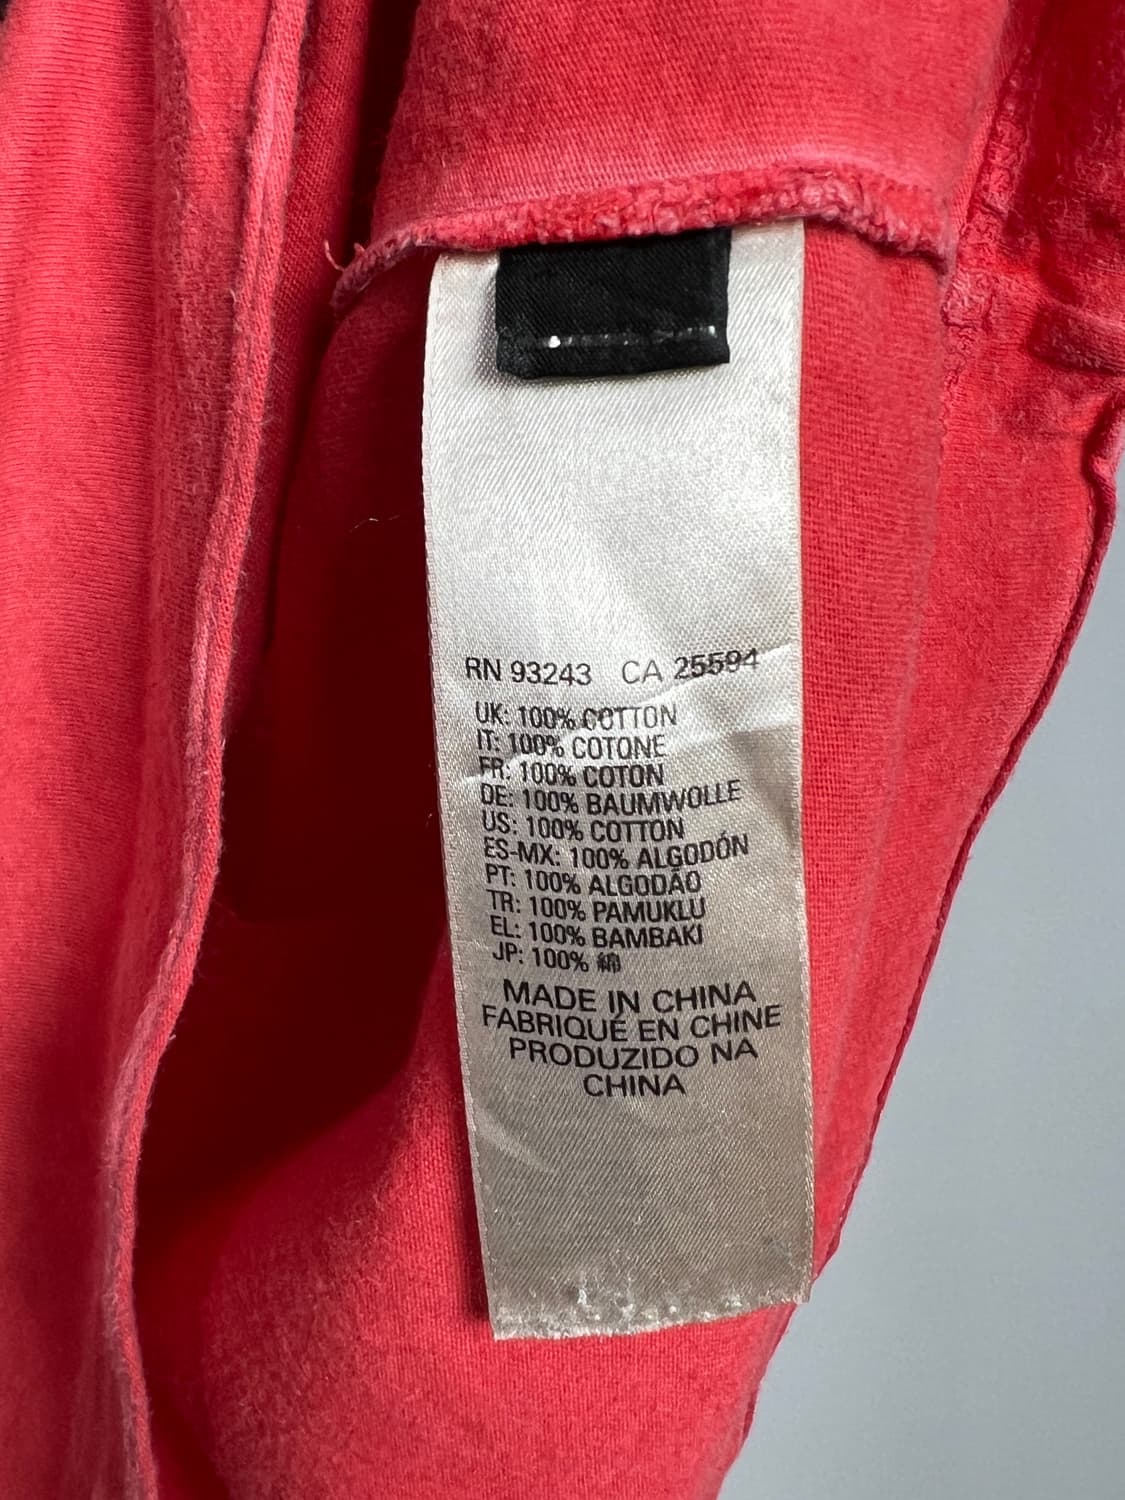 RN 93243 CA 25594
UK: 100% COTTON
IT: 100% COTONE
FR: 100% COTON
DE: 100% BAUMWOLLE
US: 100% COTTON
ES-MX: 100% ALGODÓN
PT: 100% ALGODÃO
TR: 100% PAMUKLU
EL: 100% BAMBAKI
JP: 100% 綿
MADE IN CHINA
FABRIQUÉ EN CHINE
PRODUZIDO NA
CHINA